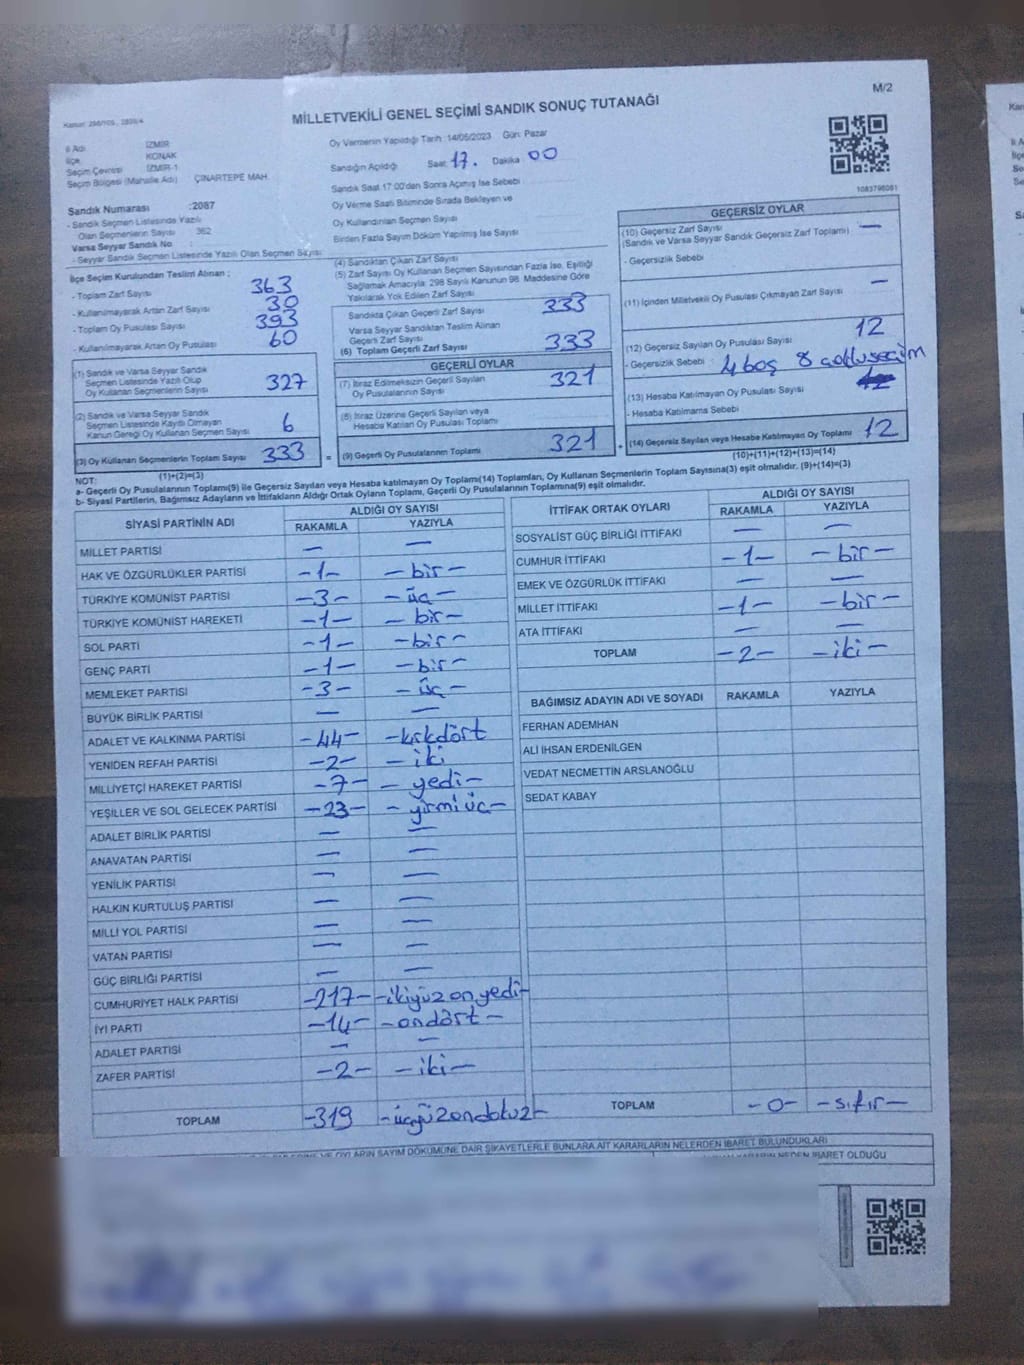 M/2
MİLLETVEKİLİ GENEL SEÇİMİ SANDIK SONUÇ TUTANAĞI
İl Adı İZMİR
İlçe KONAK
Seçim Çevresi İZMİR-1
Seçim Bölgesi (Mahalle Adı) ÇINARTEPE MAH.
Sandık Numarası :2087
- Sandık Seçmen Listesinde Yazılı
Olan Seçmenlerin Sayısı 362
Varsa Seyyar Sandık No
- Seyyar Sandık Seçmen Listesinde Yazılı Olan Seçmen Sayısı
Oy Vermenin Yapıldığı Tarih :14/05/2023 Gün: Pazar
Sandığın Açıldığı Saat: 17. Dakika 00
Sandık Saat 17.00'den Sonra Açılmış İse Sebebi
Oy Verme Saati Bitiminde Sırada Bekleyen ve
Oy Kullandırılan Seçmen Sayısı
Birden Fazla Sayım Döküm Yapılmış İse Sayısı
1083798081
İlçe Seçim Kurulundan Teslim Alınan ;
- Toplam Zarf Sayısı 363
- Kullanılmayarak Artan Zarf Sayısı 30
- Toplam Oy Pusulası Sayısı 393
- Kullanılmayarak Artan Oy Pusulası 60
(1) Sandık ve Varsa Seyyar Sandık
Seçmen Listesinde Yazılı Olup
Oy Kullanan Seçmenlerin Sayısı 327
(2) Sandık ve Varsa Seyyar Sandık
Seçmen Listesinde Kayıtlı Olmayan
Kanun Gereği Oy Kullanan Seçmen Sayısı 6
(3) Oy Kullanan Seçmenlerin Toplam Sayısı 333
(1)+(2)=(3)
(4) Sandıktan Çıkan Zarf Sayısı
(5) Zarf Sayısı Oy Kullanan Seçmen Sayısından Fazla İse, Eşitliği
Sağlamak Amacıyla 298 Sayılı Kanunun 98. Maddesine Göre
Yakılarak Yok Edilen Zarf Sayısı
Sandıkta Çıkan Geçerli Zarf Sayısı 333
Varsa Seyyar Sandıktan Teslim Alınan
Geçerli Zarf Sayısı
(6) Toplam Geçerli Zarf Sayısı 333
GEÇERLİ OYLAR
(7) İtiraz Edilmeksizin Geçerli Sayılan
Oy Pusulalarının Sayısı 321
(8) İtiraz Üzerine Geçerli Sayılan veya
Hesaba Katılan Oy Pusulası Toplamı
= (9) Geçerli Oy Pusulalarının Toplamı 321 +
GEÇERSİZ OYLAR
(10) Geçersiz Zarf Sayısı —
(Sandık ve Varsa Seyyar Sandık Geçersiz Zarf Toplamı)
- Geçersizlik Sebebi
(11) İçinden Milletvekili Oy Pusulası Çıkmayan Zarf Sayısı —
(12) Geçersiz Sayılan Oy Pusulası Sayısı 12
- Geçersizlik Sebebi : 4 boş 8 çoklu seçim
(13) Hesaba Katılmayan Oy Pusulası Sayısı
- Hesaba Katılmama Sebebi
(14) Geçersiz Sayılan veya Hesaba Katılmayan Oy Toplamı 12
(10)+(11)+(12)+(13)=(14)
NOT:
a- Geçerli Oy Pusulalarının Toplamı(9) ile Geçersiz Sayılan veya Hesaba katılmayan Oy Toplamı(14) Toplamları, Oy Kullanan Seçmenlerin Toplam Sayısına(3) eşit olmalıdır. (9)+(14)=(3)
b- Siyasi Partilerin, Bağımsız Adayların ve İttifakların Aldığı Ortak Oyların Toplamı, Geçerli Oy Pusulalarının Toplamına(9) eşit olmalıdır.
SİYASİ PARTİNİN ADI ALDIĞI OY SAYISI
RAKAMLA YAZIYLA
MİLLET PARTİSİ — —
HAK VE ÖZGÜRLÜKLER PARTİSİ -1- -bir-
TÜRKİYE KOMÜNİST PARTİSİ -3- -üç-
TÜRKİYE KOMÜNİST HAREKETİ -1- -bir-
SOL PARTİ -1- -bir-
GENÇ PARTİ -1- -bir-
MEMLEKET PARTİSİ -3- -üç-
BÜYÜK BİRLİK PARTİSİ — —
ADALET VE KALKINMA PARTİSİ -44- -kırkdört
YENİDEN REFAH PARTİSİ -2- -iki
MİLLİYETÇİ HAREKET PARTİSİ -7- -yedi-
YEŞİLLER VE SOL GELECEK PARTİSİ -23- -yirmiüç-
ADALET BİRLİK PARTİSİ — —
ANAVATAN PARTİSİ — —
YENİLİK PARTİSİ — —
HALKIN KURTULUŞ PARTİSİ — —
MİLLİ YOL PARTİSİ — —
VATAN PARTİSİ — —
GÜÇ BİRLİĞİ PARTİSİ — —
CUMHURİYET HALK PARTİSİ -217- -ikiyüzonyedi-
İYİ PARTİ -14- -ondört-
ADALET PARTİSİ — —
ZAFER PARTİSİ -2- -iki-
TOPLAM -319 -üçyüzondokuz-
İTTİFAK ORTAK OYLARI ALDIĞI OY SAYISI
RAKAMLA YAZIYLA
SOSYALİST GÜÇ BİRLİĞİ İTTİFAKI — —
CUMHUR İTTİFAKI -1- -bir-
EMEK VE ÖZGÜRLÜK İTTİFAKI — —
MİLLET İTTİFAKI -1- -bir-
ATA İTTİFAKI — —
TOPLAM -2- -iki-
BAĞIMSIZ ADAYIN ADI VE SOYADI RAKAMLA YAZIYLA
FERHAN ADEMHAN
ALİ İHSAN ERDENİLGEN
VEDAT NECMETTİN ARSLANOĞLU
SEDAT KABAY
TOPLAM -0- -sıfır-
VE OYLARIN SAYIM DÖKÜMÜNE DAİR ŞİKAYETLERLE BUNLARA AİT KARARLARIN NELERDEN İBARET BULUNDUKLARI
KARARIN NEDEN İBARET OLDUĞU